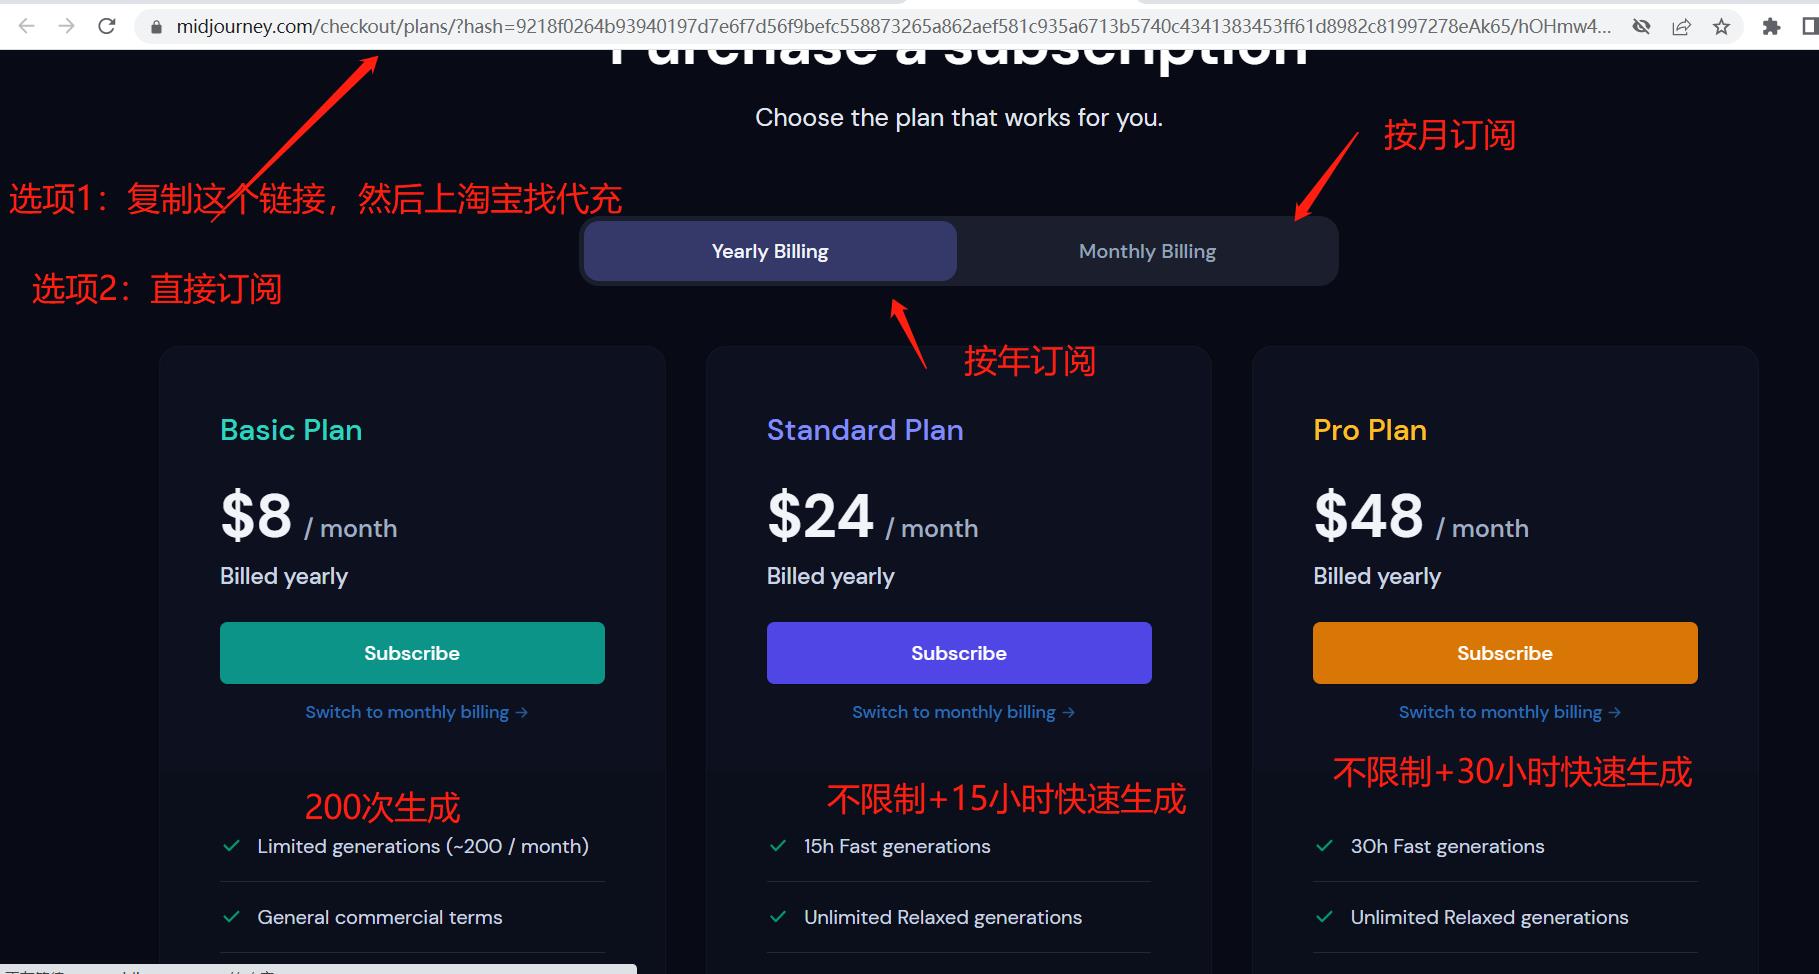 midjourney.com/checkout/plans/?hash=9218f0264b93940197d7e6f7d56f9befc558873265a862aef581c935a6713b5740c4341383453ff61d8982c81997278eAk65/hOHmw4...
Purchase a subscription
Choose the plan that works for you.
按月订阅
选项1：复制这个链接，然后上淘宝找代充
Yearly Billing
Monthly Billing
选项2：直接订阅
按年订阅
Basic Plan
$8 / month
Billed yearly
Subscribe
Switch to monthly billing →
200次生成
Limited generations (~200 / month)
General commercial terms
Standard Plan
$24 / month
Billed yearly
Subscribe
Switch to monthly billing →
不限制+15小时快速生成
15h Fast generations
Unlimited Relaxed generations
Pro Plan
$48 / month
Billed yearly
Subscribe
Switch to monthly billing →
不限制+30小时快速生成
30h Fast generations
Unlimited Relaxed generations